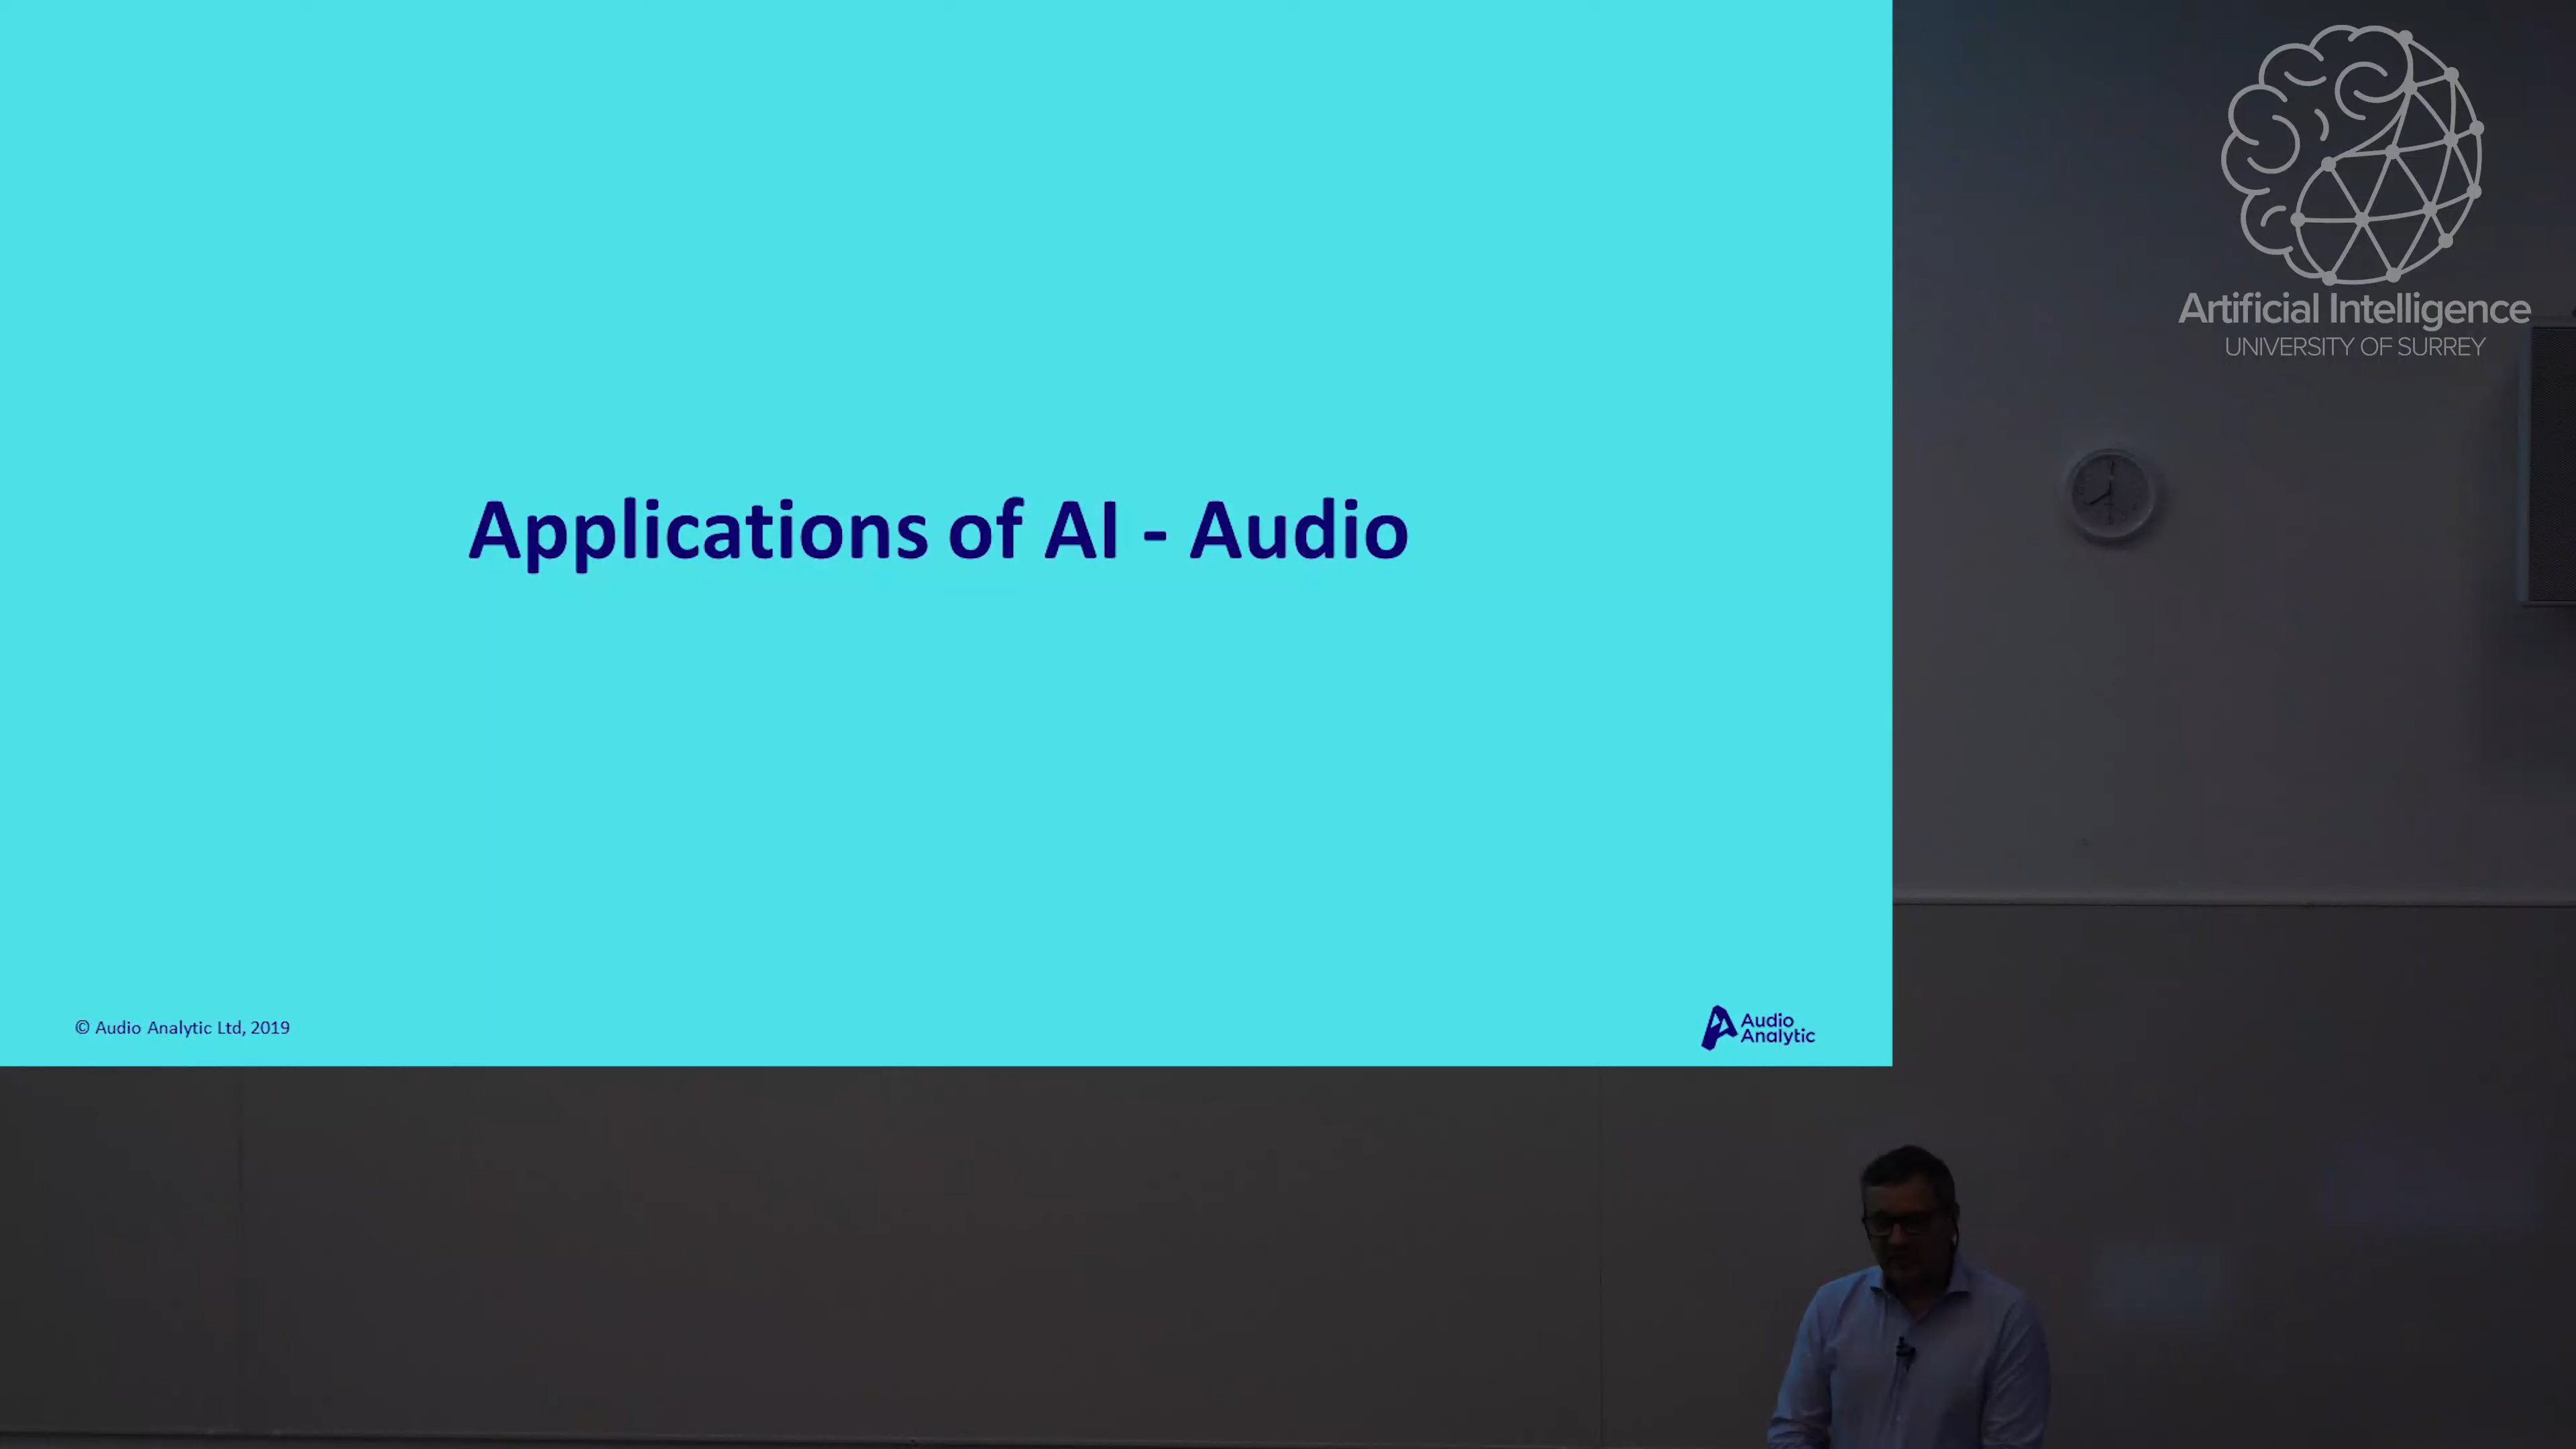 Applications of AI - Audio
© Audio Analytic Ltd, 2019
Audio
Analytic
Artificial Intelligence
UNIVERSITY OF SURREY